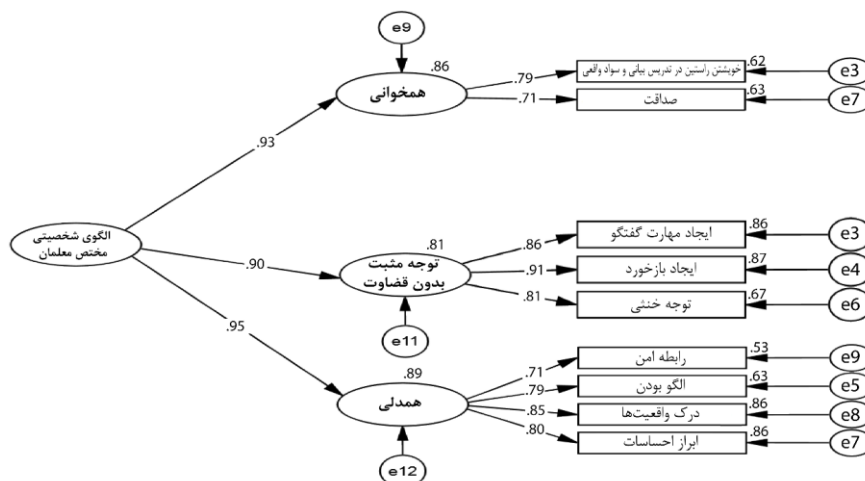 e9
.86
همخوانی
.79
.71
.62
خویشتن راستین در تدریس بیانی و سواد واقعی
e3
.63
صداقت
e7
.93
الگوی شخصیتی
مختص معلمان
.90
.95
.81
توجه مثبت
بدون قضاوت
e11
.86
.91
.81
.86
ایجاد مهارت گفتگو
e3
.87
ایجاد بازخورد
e4
.67
توجه خنثی
e6
.89
همدلی
e12
.71
.79
.85
.80
.53
رابطه امن
e9
.63
الگو بودن
e5
.86
درک واقعیت‌ها
e8
.86
ابراز احساسات
e7